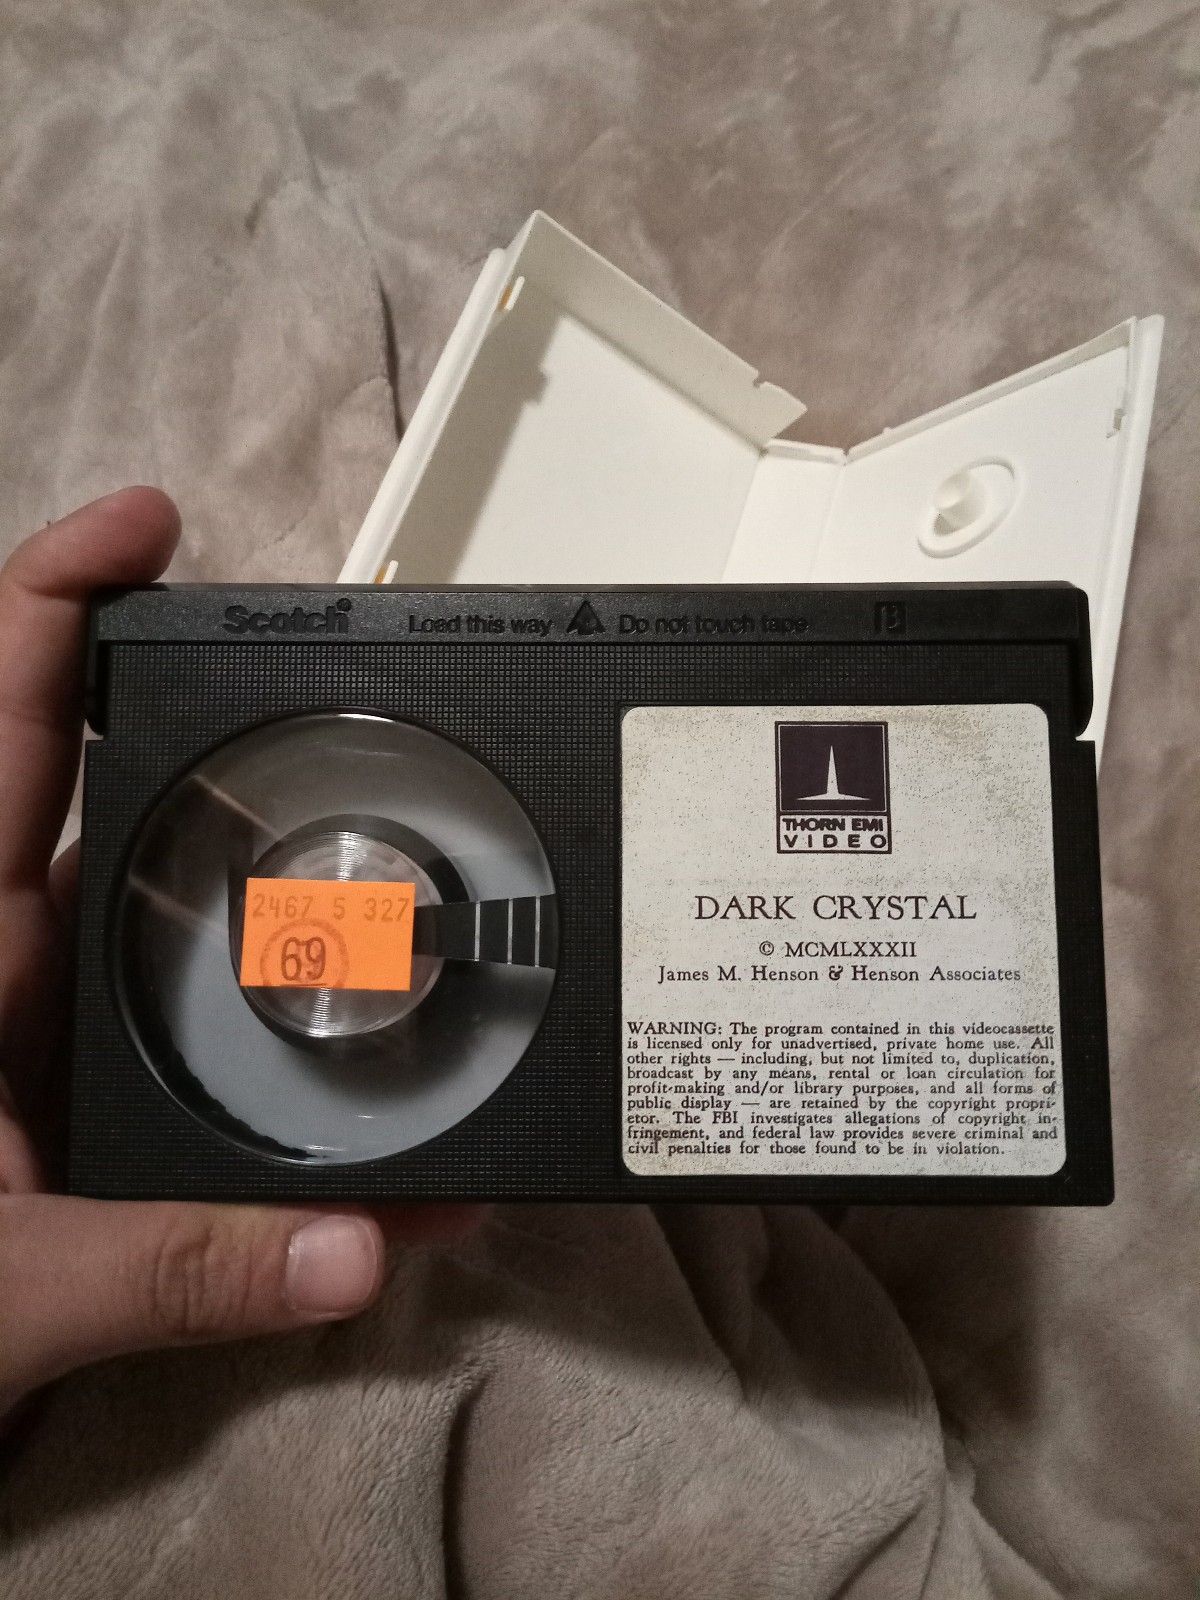 Scotch® Load this way Do not touch tape β
THORN EMI
VIDEO
2467 5 327
69
DARK CRYSTAL
© MCMLXXXII
James M. Henson & Henson Associates
WARNING: The program contained in this videocassette
is licensed only for unadvertised, private home use. All
other rights — including, but not limited to, duplication,
broadcast by any means, rental or loan circulation for
profit-making and/or library purposes, and all forms of
public display — are retained by the copyright propri-
etor. The FBI investigates allegations of copyright in-
fringement, and federal law provides severe criminal and
civil penalties for those found to be in violation.